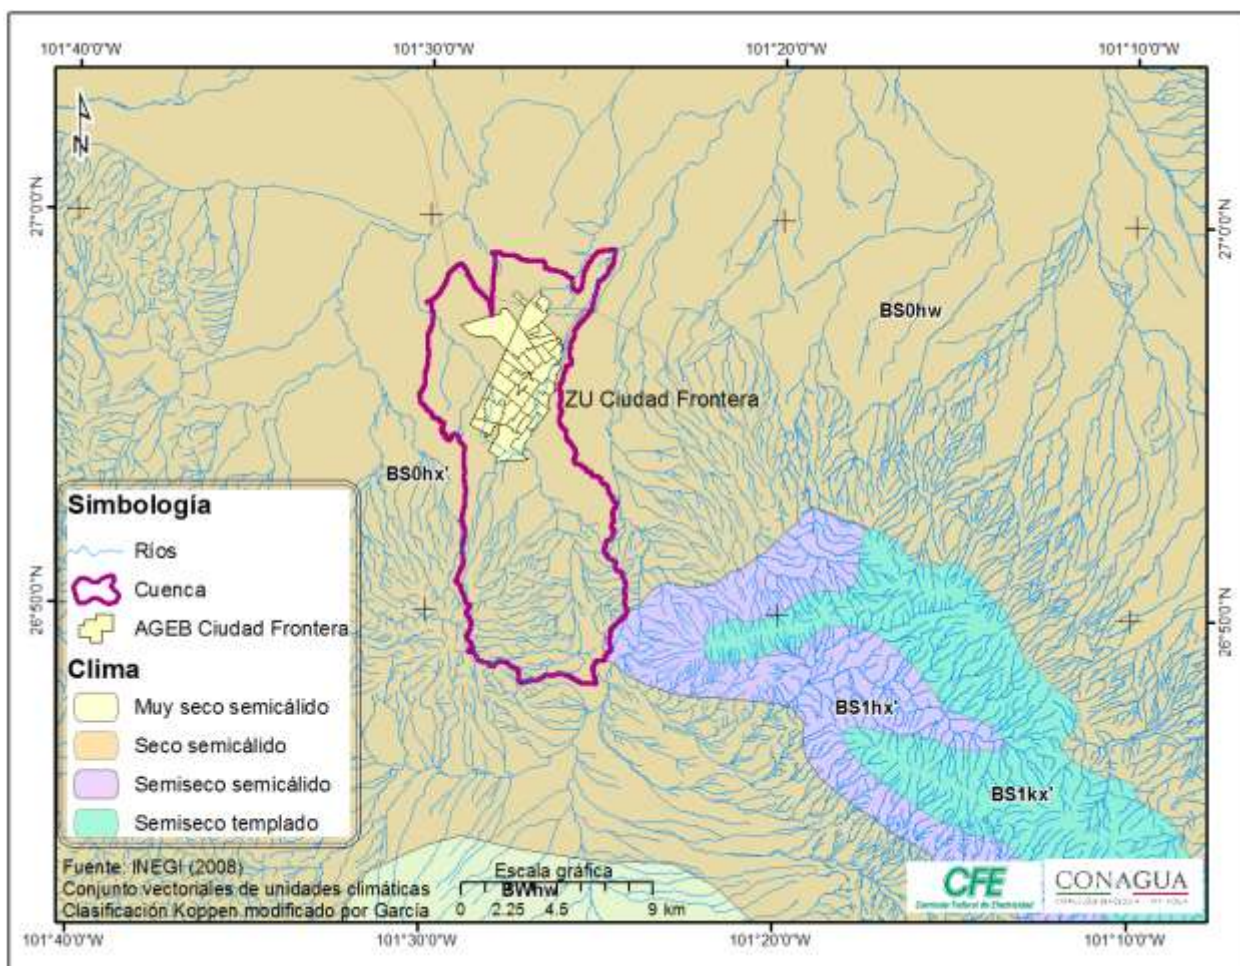 101°40'0"W 101°30'0"W 101°20'0"W 101°10'0"W
N
27°0'0"N
27°0'0"N
BS0hw
ZU Ciudad Frontera
BS0hx'
Simbología
Ríos
Cuenca
AGEB Ciudad Frontera
Clima
Muy seco semicálido
Seco semicálido
Semiseco semicálido
Semiseco templado
26°50'0"N
26°50'0"N
BS1hx'
BS1kx'
Fuente: INEGI (2008)
Conjunto vectoriales de unidades climáticas
Clasificación Koppen modificado por García
Escala gráfica
BWhw
0 2.25 4.5 9 km
CFE
Comisión Federal de Electricidad
CONAGUA
101°40'0"W 101°30'0"W 101°20'0"W 101°10'0"W